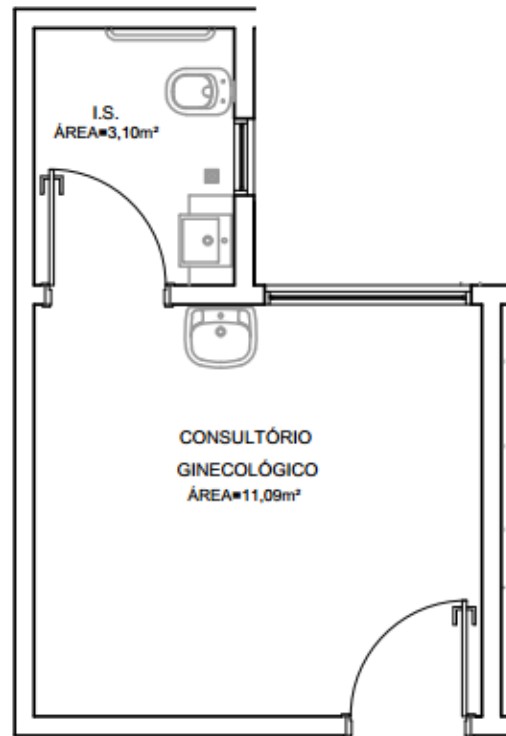 I.S.
ÁREA=3,10m²
CONSULTÓRIO
GINECOLÓGICO
ÁREA=11,09m²